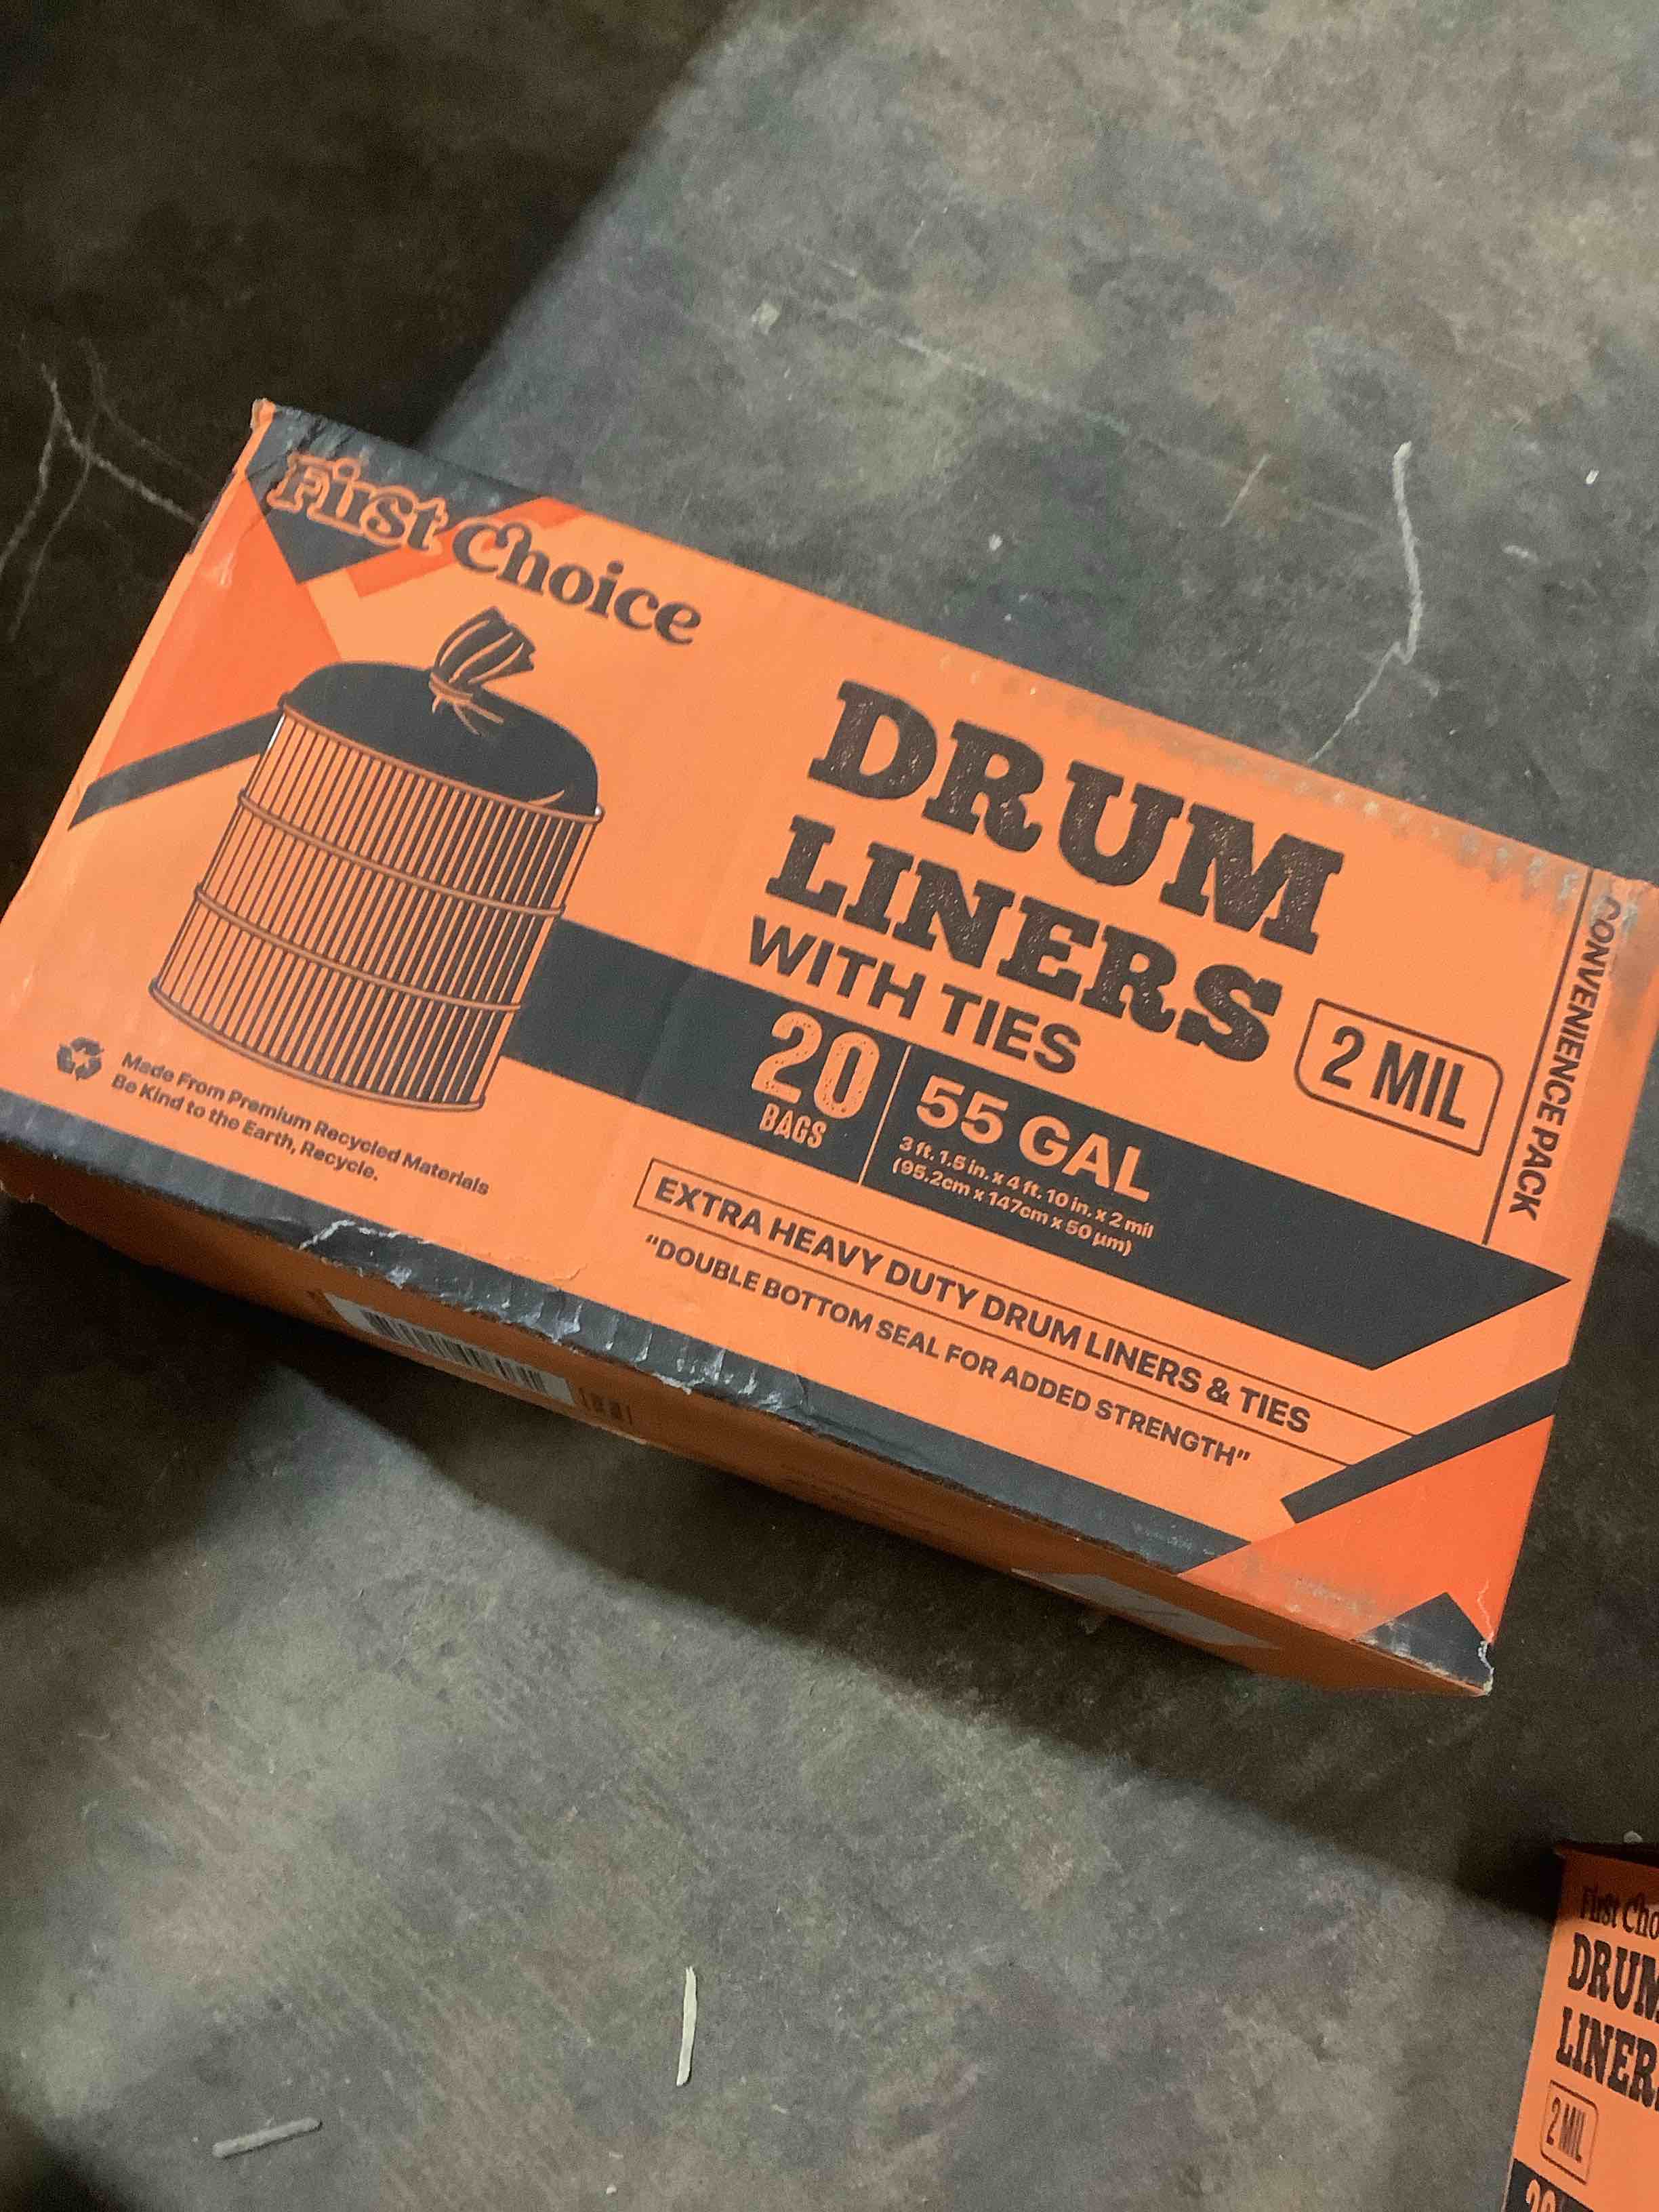 First Choice
DRUM
LINERS
WITH TIES
2 MIL
CONVENIENCE PACK
20
BAGS
55 GAL
3 ft. 1.5 in. x 4 ft. 10 in. x 2 mil
(95.2cm x 147cm x 50 µm)
EXTRA HEAVY DUTY DRUM LINERS & TIES
"DOUBLE BOTTOM SEAL FOR ADDED STRENGTH"
Made From Premium Recycled Materials
Be Kind to the Earth, Recycle.
First Cho
DRUM
LINER
2 MIL
20